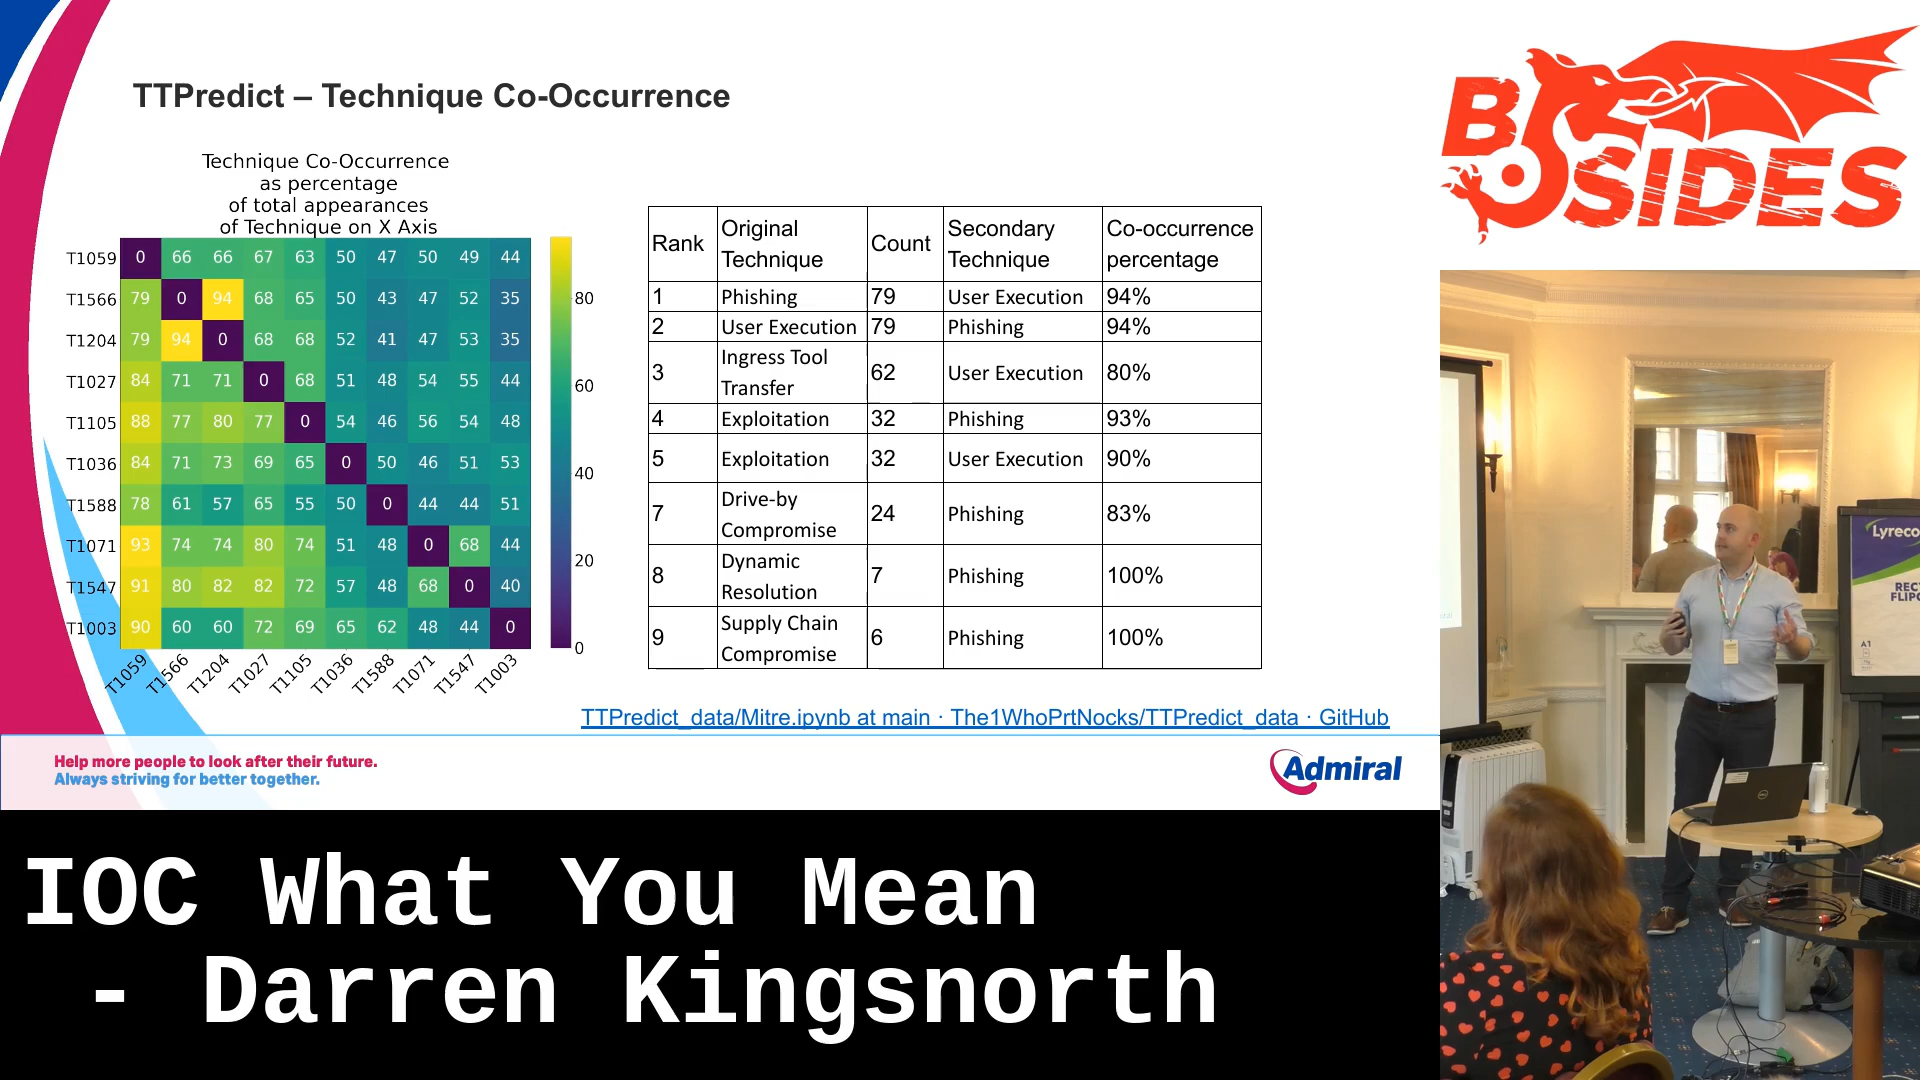 TTPredict – Technique Co-Occurrence
Technique Co-Occurrence
as percentage
of total appearances
of Technique on X Axis
T1059 0 66 66 67 63 50 47 50 49 44
T1566 79 0 94 68 65 50 43 47 52 35
T1204 79 94 0 68 68 52 41 47 53 35
T1027 84 71 71 0 68 51 48 54 55 44
T1105 88 77 80 77 0 54 46 56 54 48
T1036 84 71 73 69 65 0 50 46 51 53
T1588 78 61 57 65 55 50 0 44 44 51
T1071 93 74 74 80 74 51 48 0 68 44
T1547 91 80 82 82 72 57 48 68 0 40
T1003 90 60 60 72 69 65 62 48 44 0
T1059 T1566 T1204 T1027 T1105 T1036 T1588 T1071 T1547 T1003
80
60
40
20
0
Rank Original Technique Count Secondary Technique Co-occurrence percentage
1 Phishing 79 User Execution 94%
2 User Execution 79 Phishing 94%
3 Ingress Tool Transfer 62 User Execution 80%
4 Exploitation 32 Phishing 93%
5 Exploitation 32 User Execution 90%
7 Drive-by Compromise 24 Phishing 83%
8 Dynamic Resolution 7 Phishing 100%
9 Supply Chain Compromise 6 Phishing 100%
TTPredict_data/Mitre.ipynb at main · The1WhoPrtNocks/TTPredict_data · GitHub
Help more people to look after their future.
Always striving for better together.
Admiral
BSIDES
Lyreco
A1
IOC What You Mean
- Darren Kingsnorth